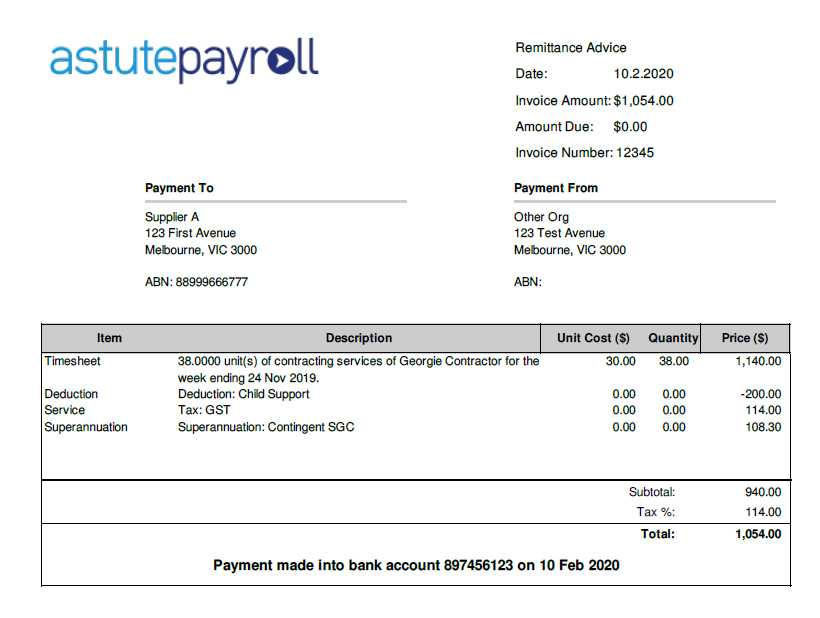 astutepayroll
Remittance Advice
Date: 10.2.2020
Invoice Amount: $1,054.00
Amount Due: $0.00
Invoice Number: 12345
Payment To
Supplier A
123 First Avenue
Melbourne, VIC 3000
ABN: 88999666777
Payment From
Other Org
123 Test Avenue
Melbourne, VIC 3000
ABN:
Item Description Unit Cost ($) Quantity Price ($)
Timesheet 38.0000 unit(s) of contracting services of Georgie Contractor for the 30.00 38.00 1,140.00
week ending 24 Nov 2019.
Deduction Deduction: Child Support 0.00 0.00 -200.00
Service Tax: GST 0.00 0.00 114.00
Superannuation Superannuation: Contingent SGC 0.00 0.00 108.30
Subtotal: 940.00
Tax %: 114.00
Total: 1,054.00
Payment made into bank account 897456123 on 10 Feb 2020